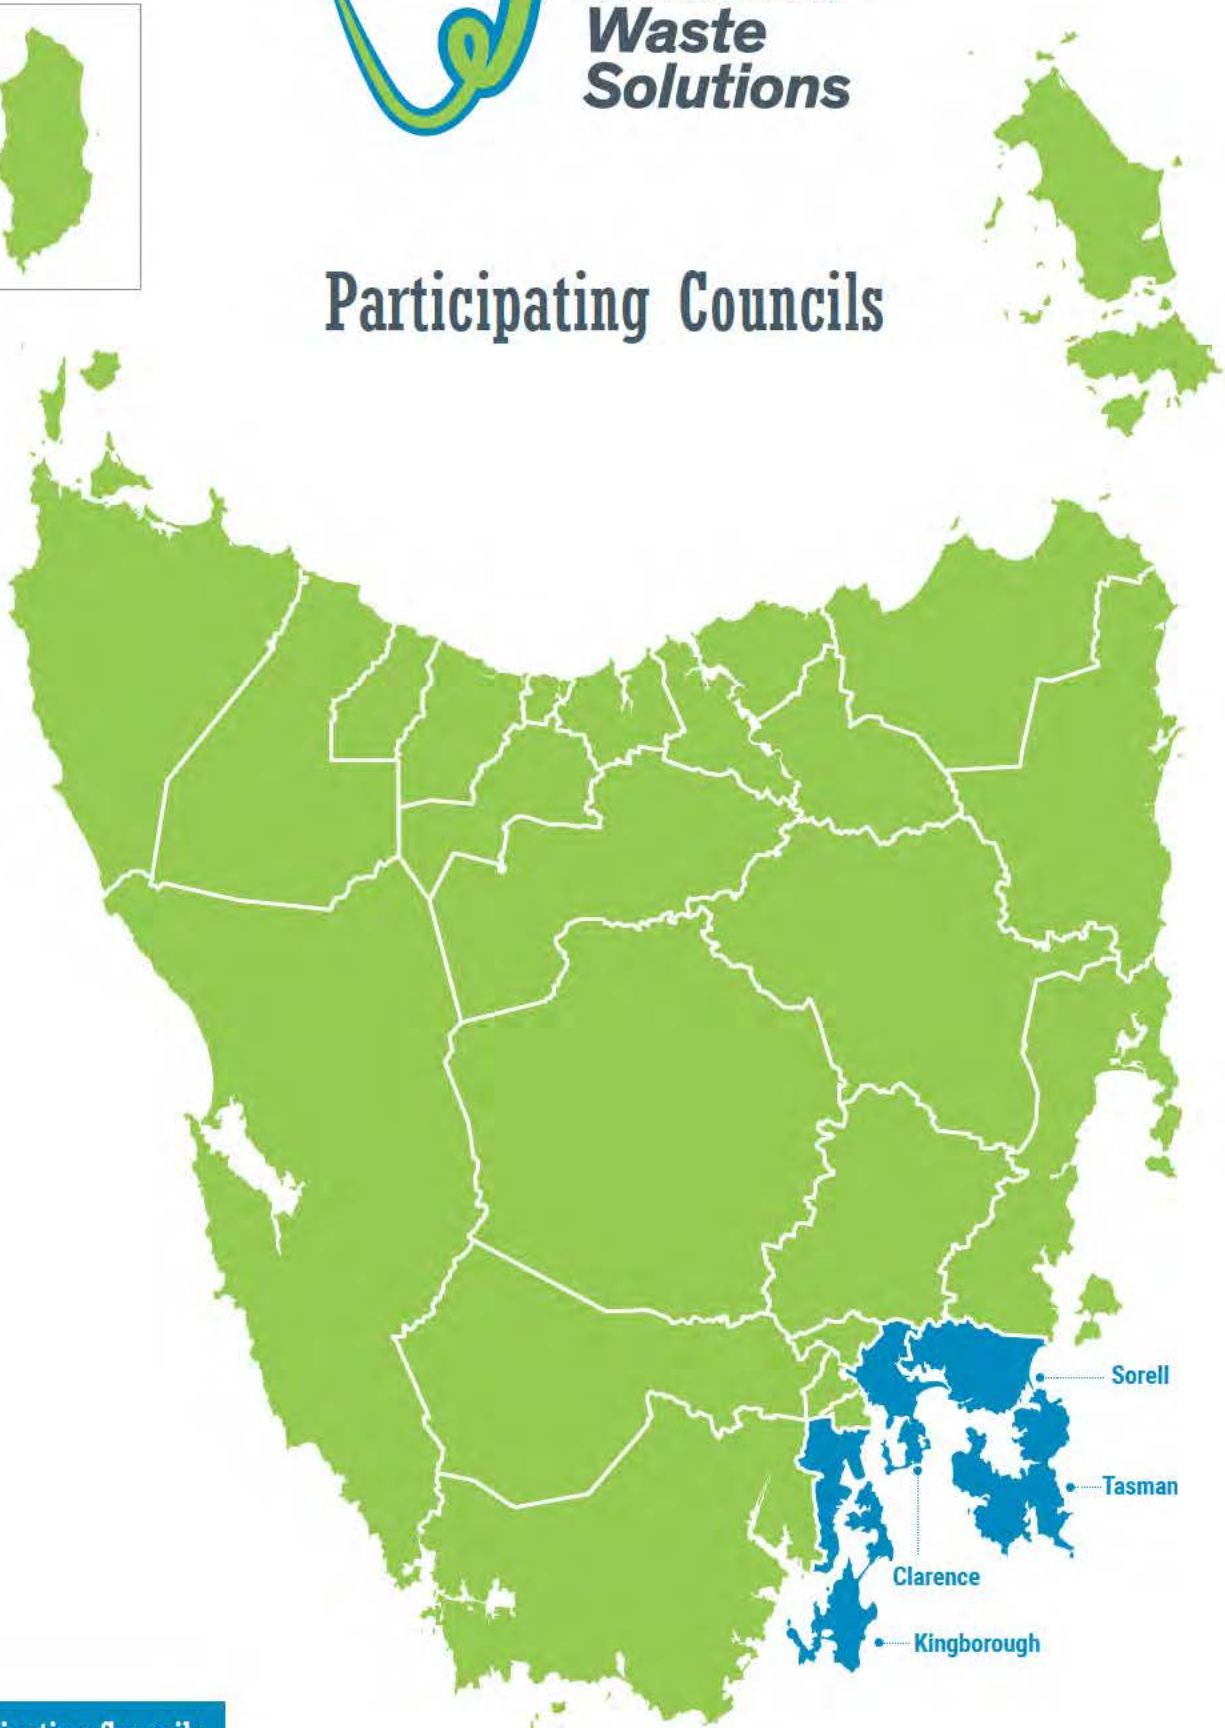 Waste
Solutions
Participating Councils
Sorell
Tasman
Clarence
Kingborough